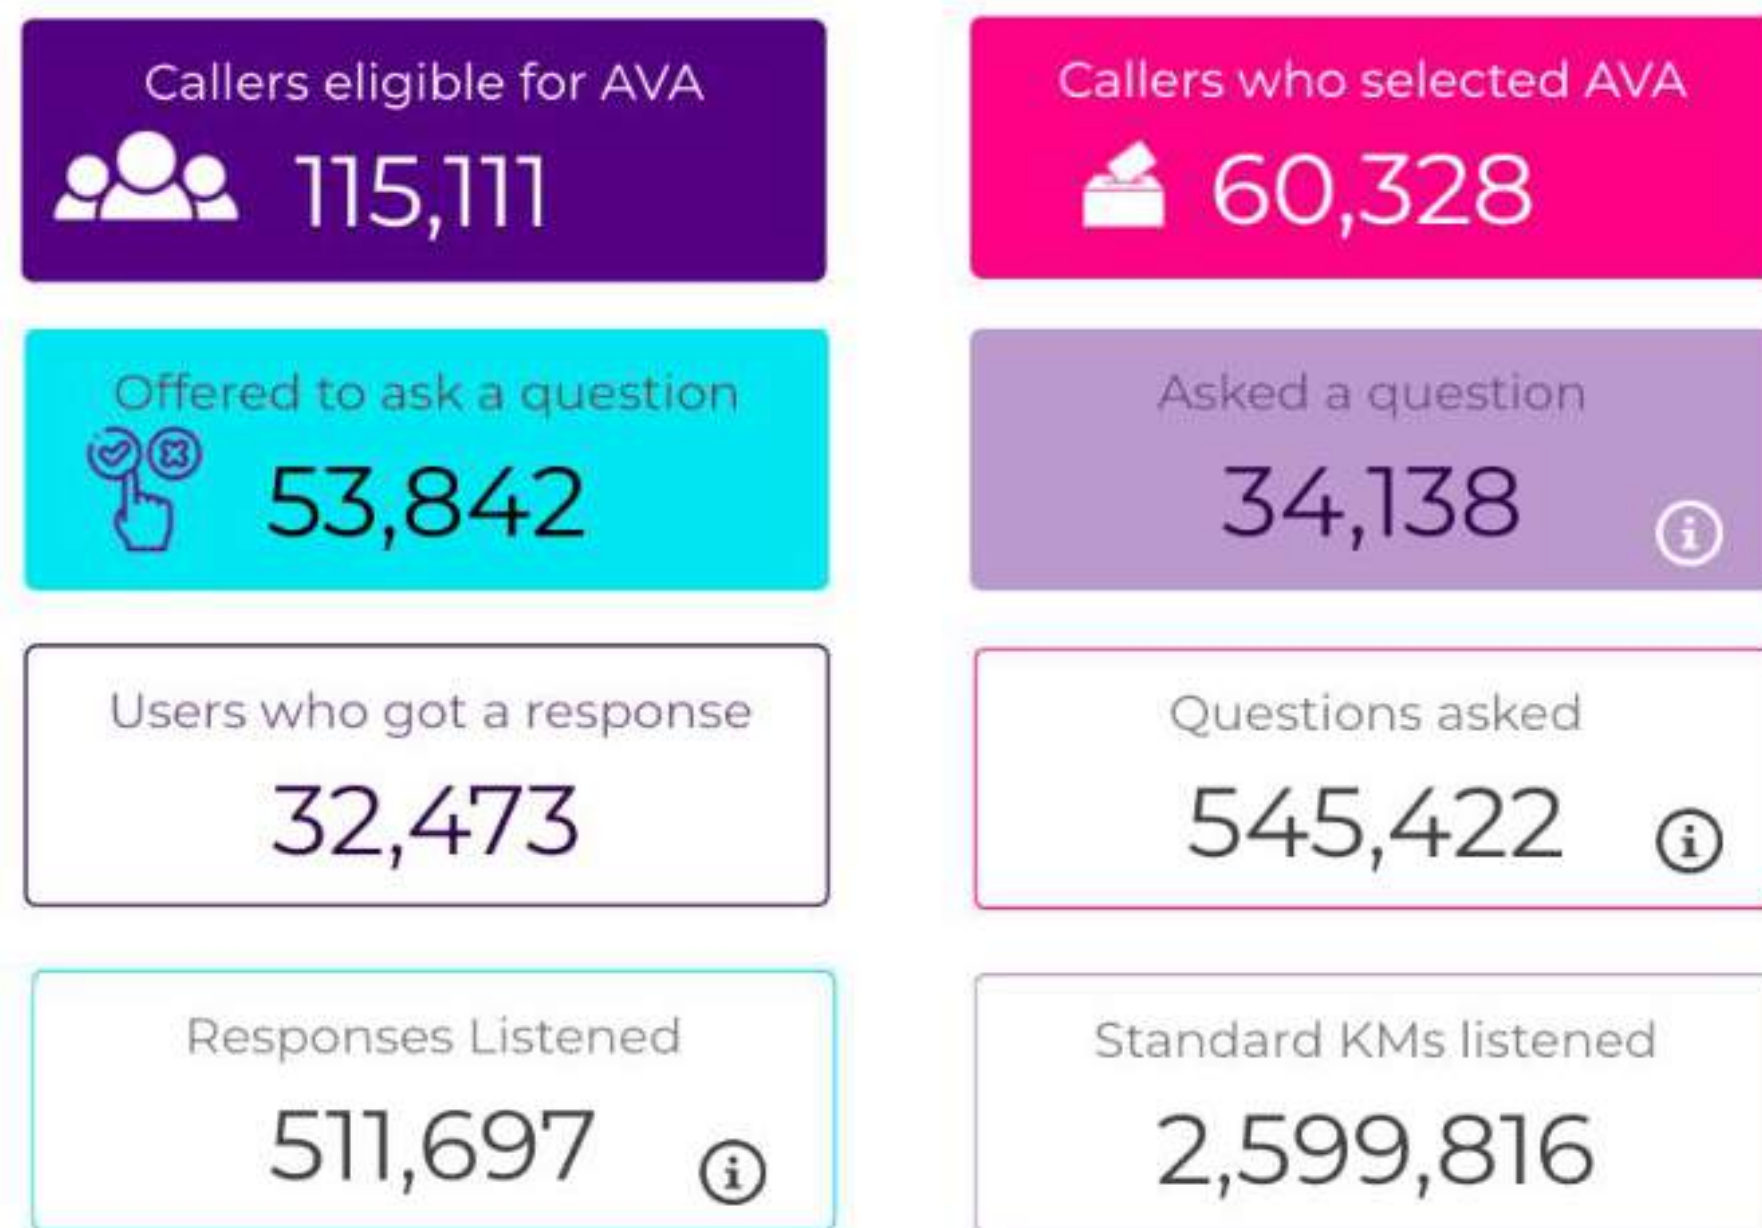 Callers eligible for AVA
115,111
Callers who selected AVA
60,328
Offered to ask a question
53,842
Asked a question
34,138
Users who got a response
32,473
Questions asked
545,422
Responses Listened
511,697
Standard KMs listened
2,599,816